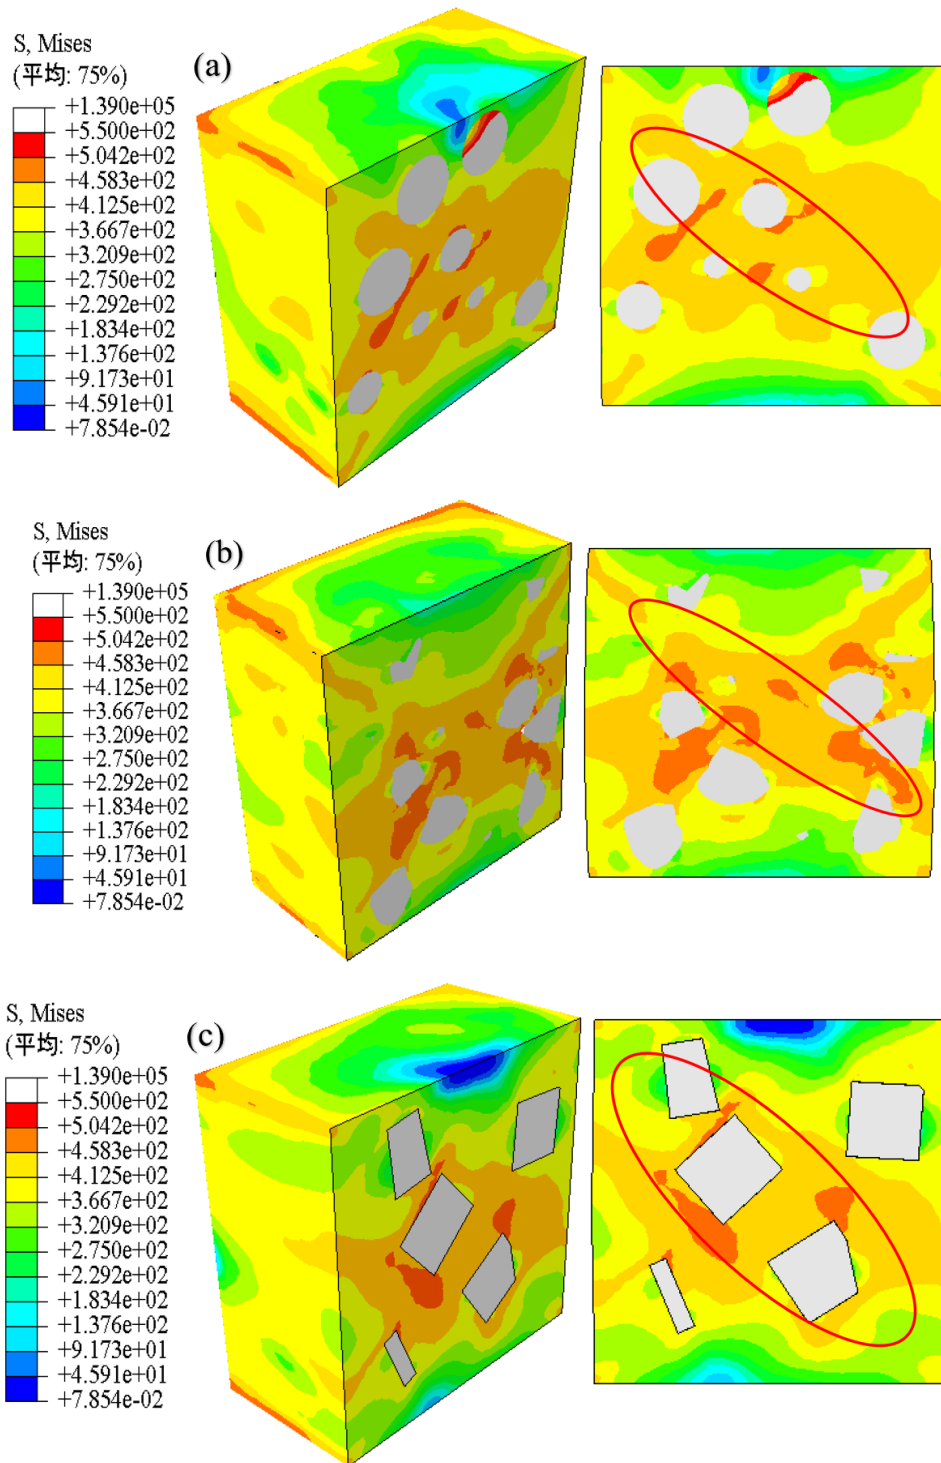 S, Mises
(平均: 75%)
(a)
+1.390e+05
+5.500e+02
+5.042e+02
+4.583e+02
+4.125e+02
+3.667e+02
+3.209e+02
+2.750e+02
+2.292e+02
+1.834e+02
+1.376e+02
+9.173e+01
+4.591e+01
+7.854e-02
S, Mises
(平均: 75%)
(b)
+1.390e+05
+5.500e+02
+5.042e+02
+4.583e+02
+4.125e+02
+3.667e+02
+3.209e+02
+2.750e+02
+2.292e+02
+1.834e+02
+1.376e+02
+9.173e+01
+4.591e+01
+7.854e-02
S, Mises
(平均: 75%)
(c)
+1.390e+05
+5.500e+02
+5.042e+02
+4.583e+02
+4.125e+02
+3.667e+02
+3.209e+02
+2.750e+02
+2.292e+02
+1.834e+02
+1.376e+02
+9.173e+01
+4.591e+01
+7.854e-02